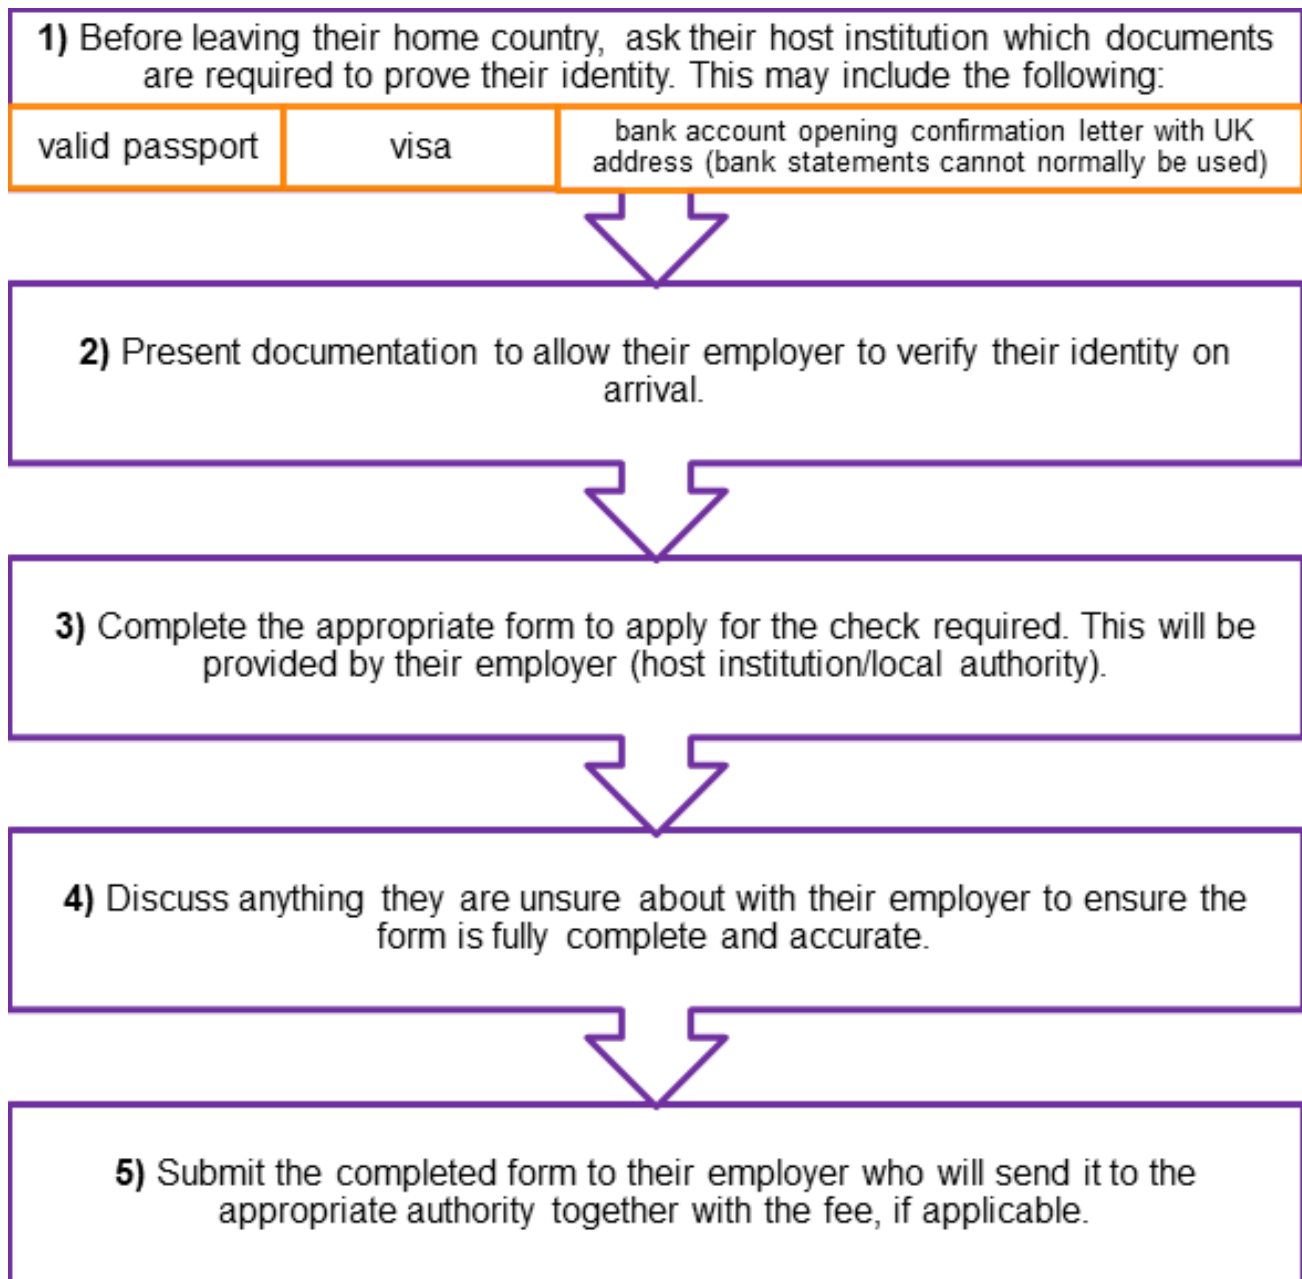 1) Before leaving their home country, ask their host institution which documents
are required to prove their identity. This may include the following:
valid passport
visa
bank account opening confirmation letter with UK
address (bank statements cannot normally be used)
2) Present documentation to allow their employer to verify their identity on
arrival.
3) Complete the appropriate form to apply for the check required. This will be
provided by their employer (host institution/local authority).
4) Discuss anything they are unsure about with their employer to ensure the
form is fully complete and accurate.
5) Submit the completed form to their employer who will send it to the
appropriate authority together with the fee, if applicable.